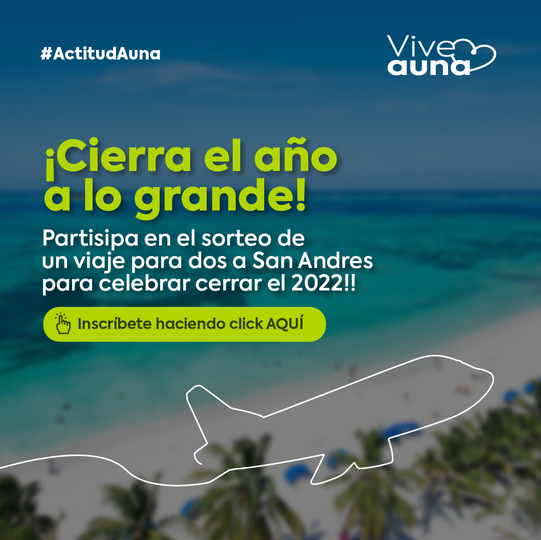 #ActitudAuna
Vive
auna
¡Cierra el año
a lo grande!
Partisipa en el sorteo de
un viaje para dos a San Andres
para celebrar cerrar el 2022!!
Inscríbete haciendo click AQUÍ